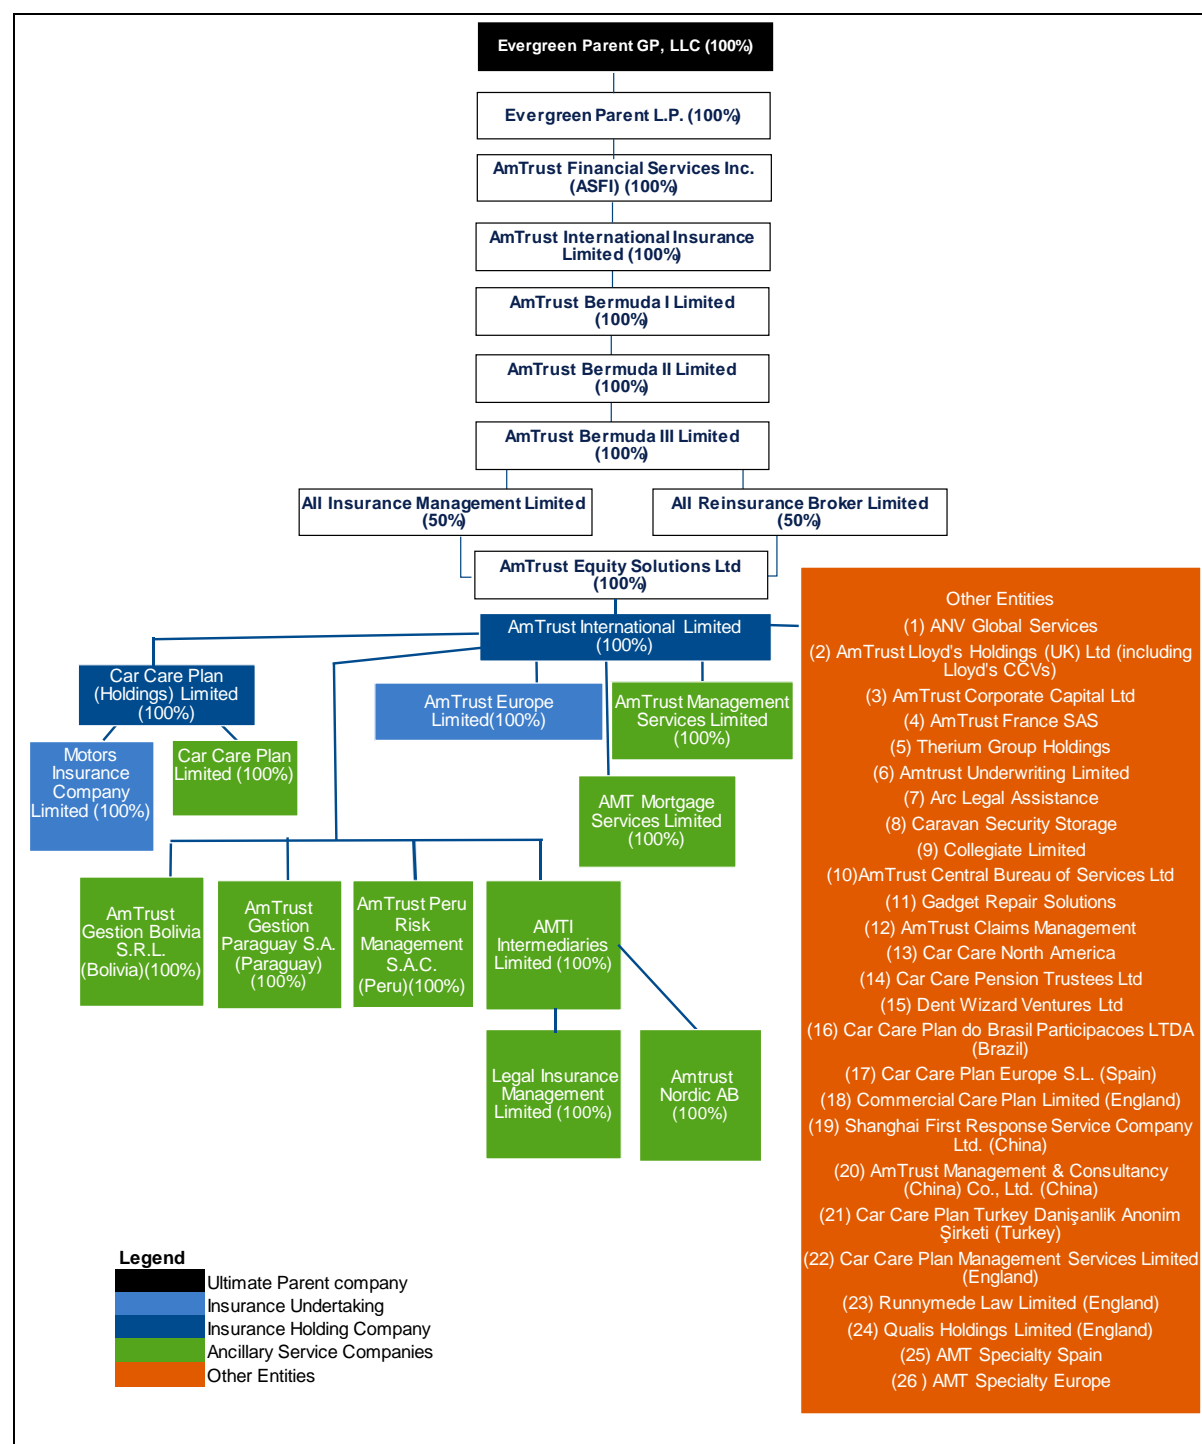 Evergreen Parent GP, LLC (100%)
Evergreen Parent L.P. (100%)
AmTrust Financial Services Inc.
(ASFI) (100%)
AmTrust International Insurance
Limited (100%)
AmTrust Bermuda I Limited
(100%)
AmTrust Bermuda II Limited
(100%)
AmTrust Bermuda III Limited
(100%)
AII Insurance Management Limited
(50%)
AII Reinsurance Broker Limited
(50%)
AmTrust Equity Solutions Ltd
(100%)
AmTrust International Limited
(100%)
Car Care Plan
(Holdings) Limited
(100%)
AmTrust Europe
Limited(100%)
AmTrust Management
Services Limited
(100%)
Motors
Insurance
Company
Limited (100%)
Car Care Plan
Limited (100%)
AMT Mortgage
Services Limited
(100%)
AmTrust
Gestion Bolivia
S.R.L.
(Bolivia)(100%)
AmTrust
Gestion
Paraguay S.A.
(Paraguay)
(100%)
AmTrust Peru
Risk
Management
S.A.C.
(Peru)(100%)
AMTI
Intermediaries
Limited (100%)
Legal Insurance
Management
Limited (100%)
Amtrust
Nordic AB
(100%)
Other Entities
(1) ANV Global Services
(2) AmTrust Lloyd's Holdings (UK) Ltd (including
Lloyd's CCVs)
(3) AmTrust Corporate Capital Ltd
(4) AmTrust France SAS
(5) Therium Group Holdings
(6) Amtrust Underwriting Limited
(7) Arc Legal Assistance
(8) Caravan Security Storage
(9) Collegiate Limited
(10)AmTrust Central Bureau of Services Ltd
(11) Gadget Repair Solutions
(12) AmTrust Claims Management
(13) Car Care North America
(14) Car Care Pension Trustees Ltd
(15) Dent Wizard Ventures Ltd
(16) Car Care Plan do Brasil Participacoes LTDA
(Brazil)
(17) Car Care Plan Europe S.L. (Spain)
(18) Commercial Care Plan Limited (England)
(19) Shanghai First Response Service Company
Ltd. (China)
(20) AmTrust Management & Consultancy
(China) Co., Ltd. (China)
(21) Car Care Plan Turkey Danişanlik Anonim
Şirketi (Turkey)
(22) Car Care Plan Management Services Limited
(England)
(23) Runnymede Law Limited (England)
(24) Qualis Holdings Limited (England)
(25) AMT Specialty Spain
(26 ) AMT Specialty Europe
Legend
Ultimate Parent company
Insurance Undertaking
Insurance Holding Company
Ancillary Service Companies
Other Entities